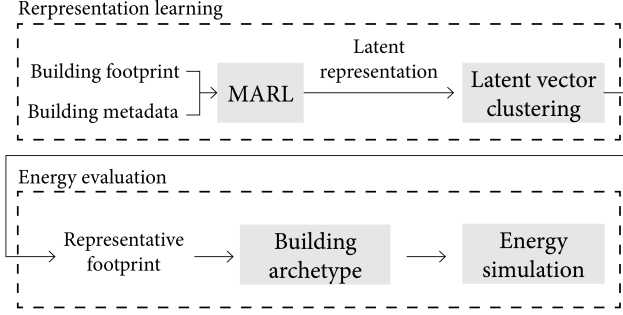 Rerpresentation learning
Building footprint
Building metadata
MARL
Latent
representation
Latent vector
clustering
Energy evaluation
Representative
footprint
Building
archetype
Energy
simulation